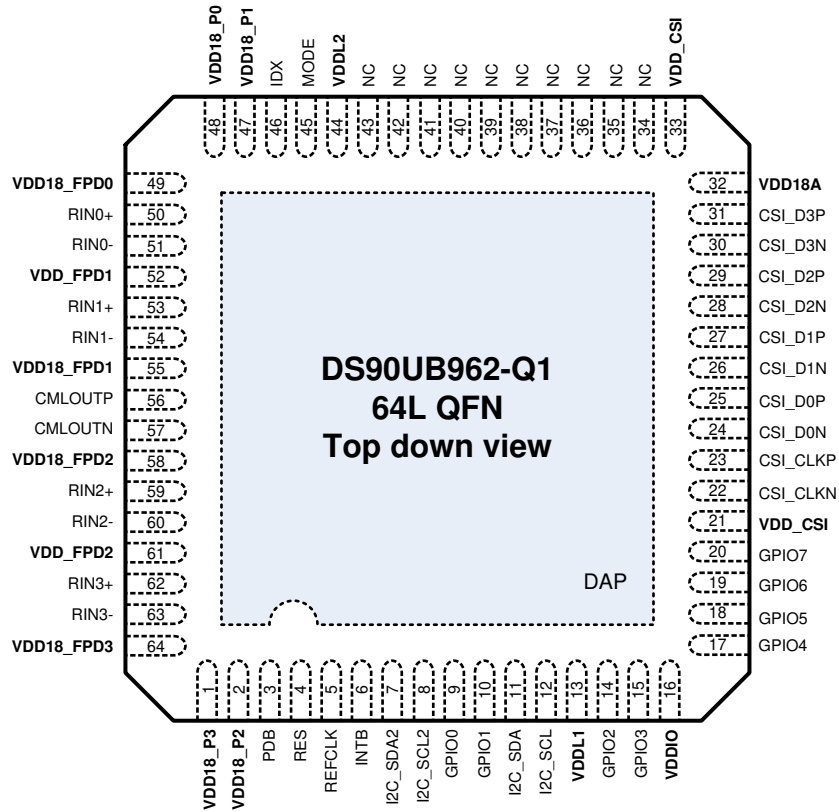 VDD18_P0
VDD18_P1
IDX
MODE
VDDL2
NC
NC
NC
NC
NC
NC
NC
NC
NC
NC
VDD_CSI
48
47
46
45
44
43
42
41
40
39
38
37
36
35
34
33
VDD18_FPD0 49
RIN0+ 50
RIN0- 51
VDD_FPD1 52
RIN1+ 53
RIN1- 54
VDD18_FPD1 55
CMLOUTP 56
CMLOUTN 57
VDD18_FPD2 58
RIN2+ 59
RIN2- 60
VDD_FPD2 61
RIN3+ 62
RIN3- 63
VDD18_FPD3 64
DS90UB962-Q1
64L QFN
Top down view
DAP
32 VDD18A
31 CSI_D3P
30 CSI_D3N
29 CSI_D2P
28 CSI_D2N
27 CSI_D1P
26 CSI_D1N
25 CSI_D0P
24 CSI_D0N
23 CSI_CLKP
22 CSI_CLKN
21 VDD_CSI
20 GPIO7
19 GPIO6
18 GPIO5
17 GPIO4
1
2
3
4
5
6
7
8
9
10
11
12
13
14
15
16
VDD18_P3
VDD18_P2
PDB
RES
REFCLK
INTB
I2C_SDA2
I2C_SCL2
GPIO0
GPIO1
I2C_SDA
I2C_SCL
VDDL1
GPIO2
GPIO3
VDDIO